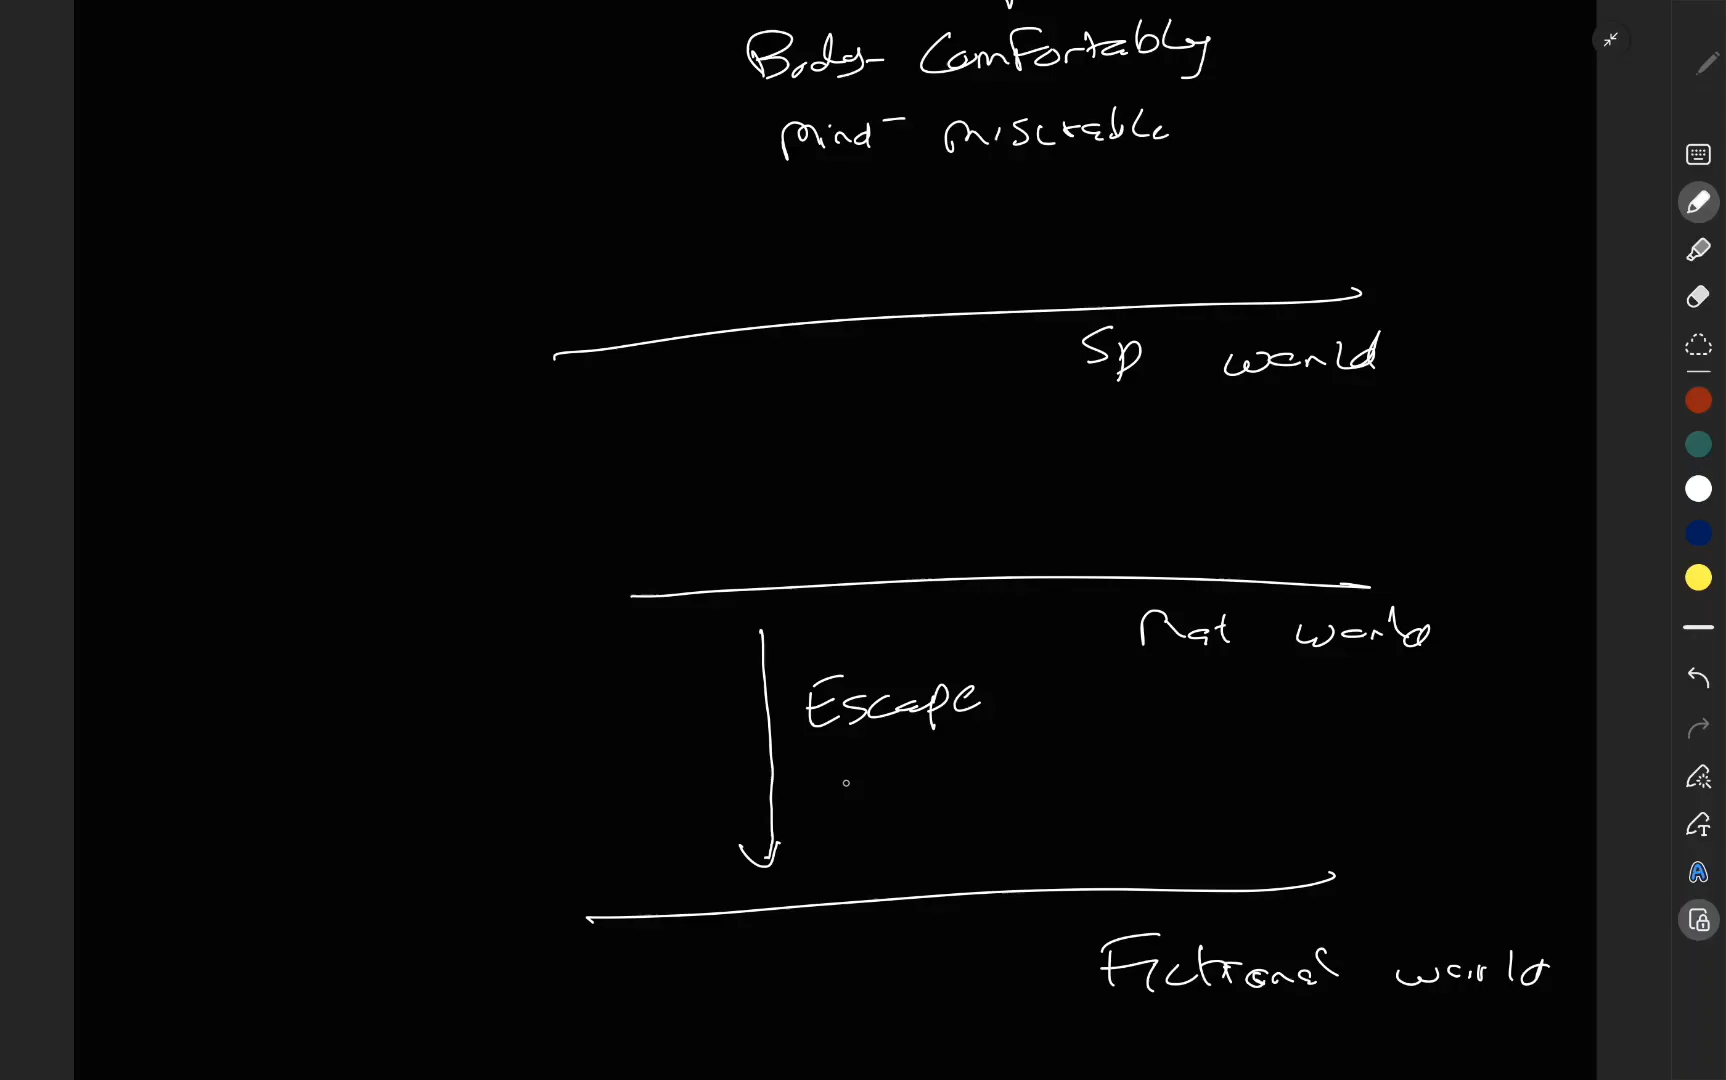 Body- Comfortably
Mind- miserable
Sp world
Mat world
Escape
Fictional world